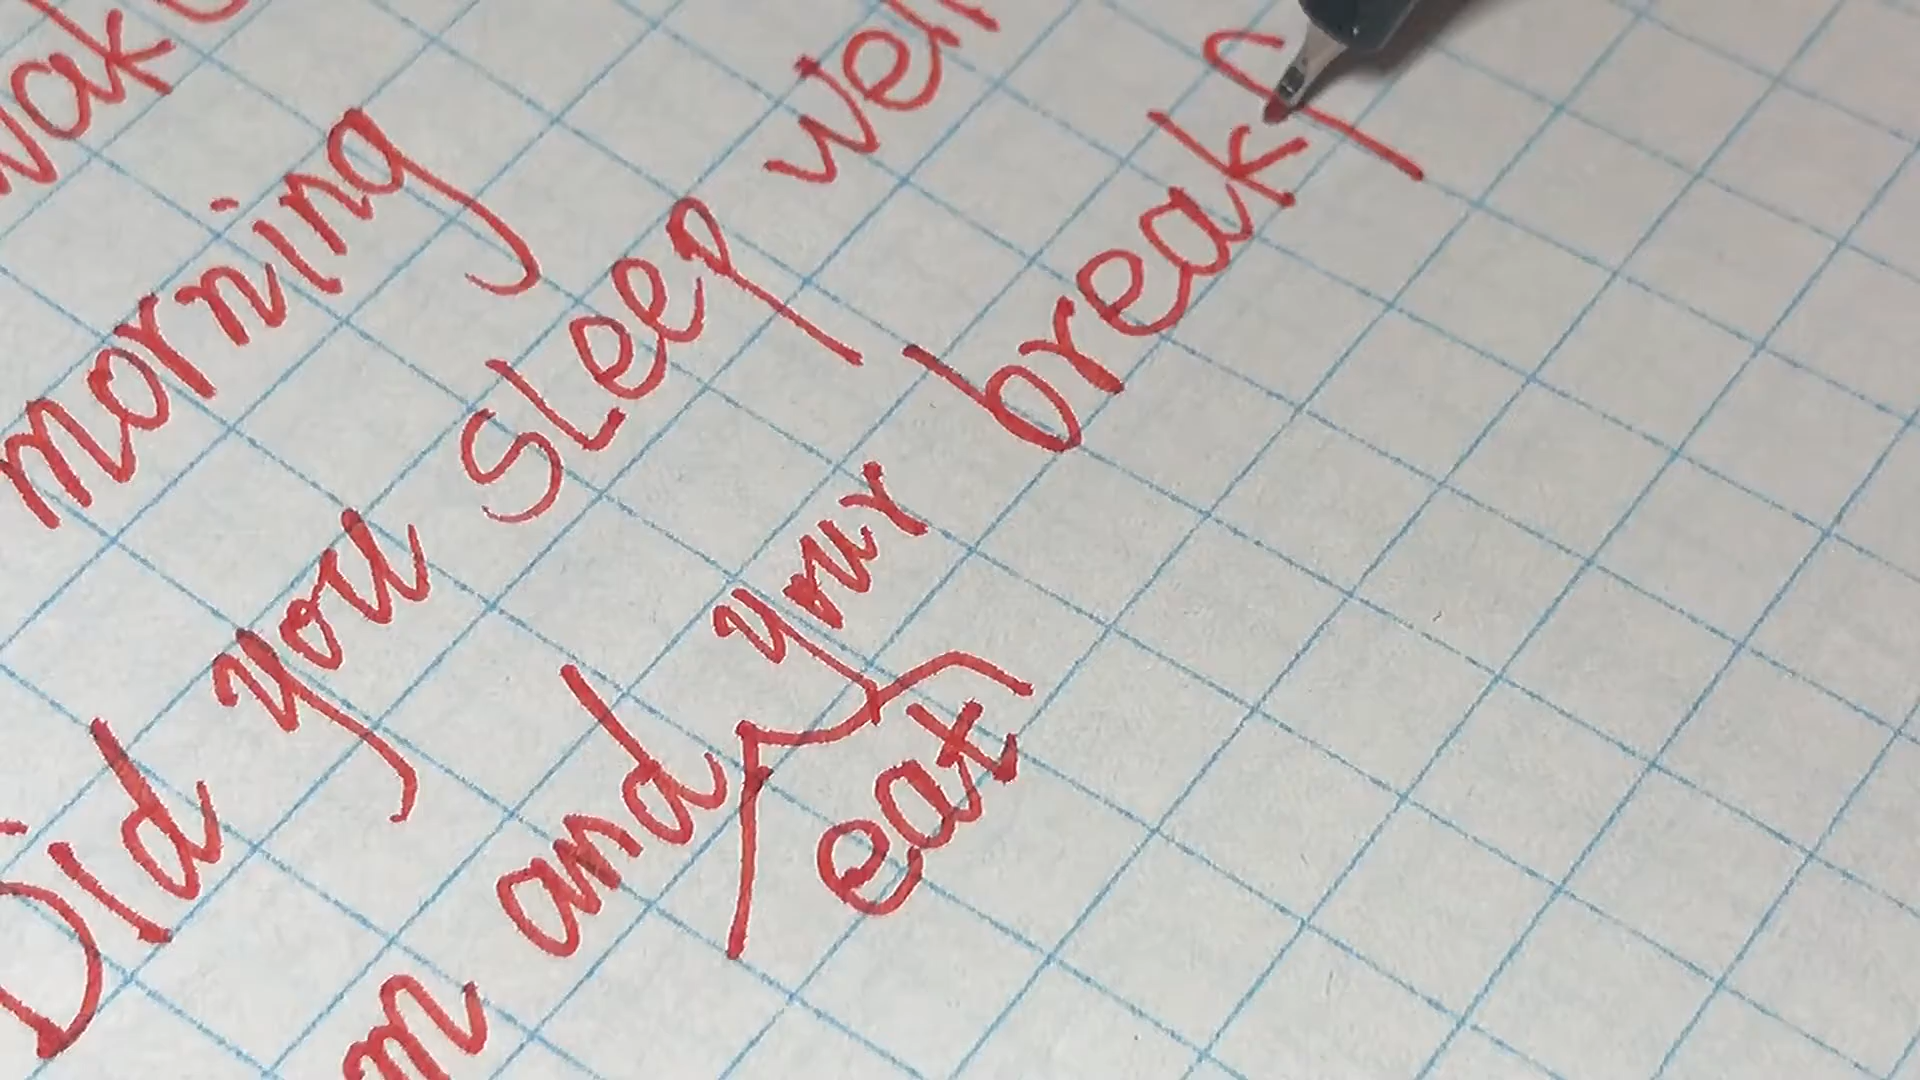 wak
morning
Did you sleep well
m and your breakf
eat